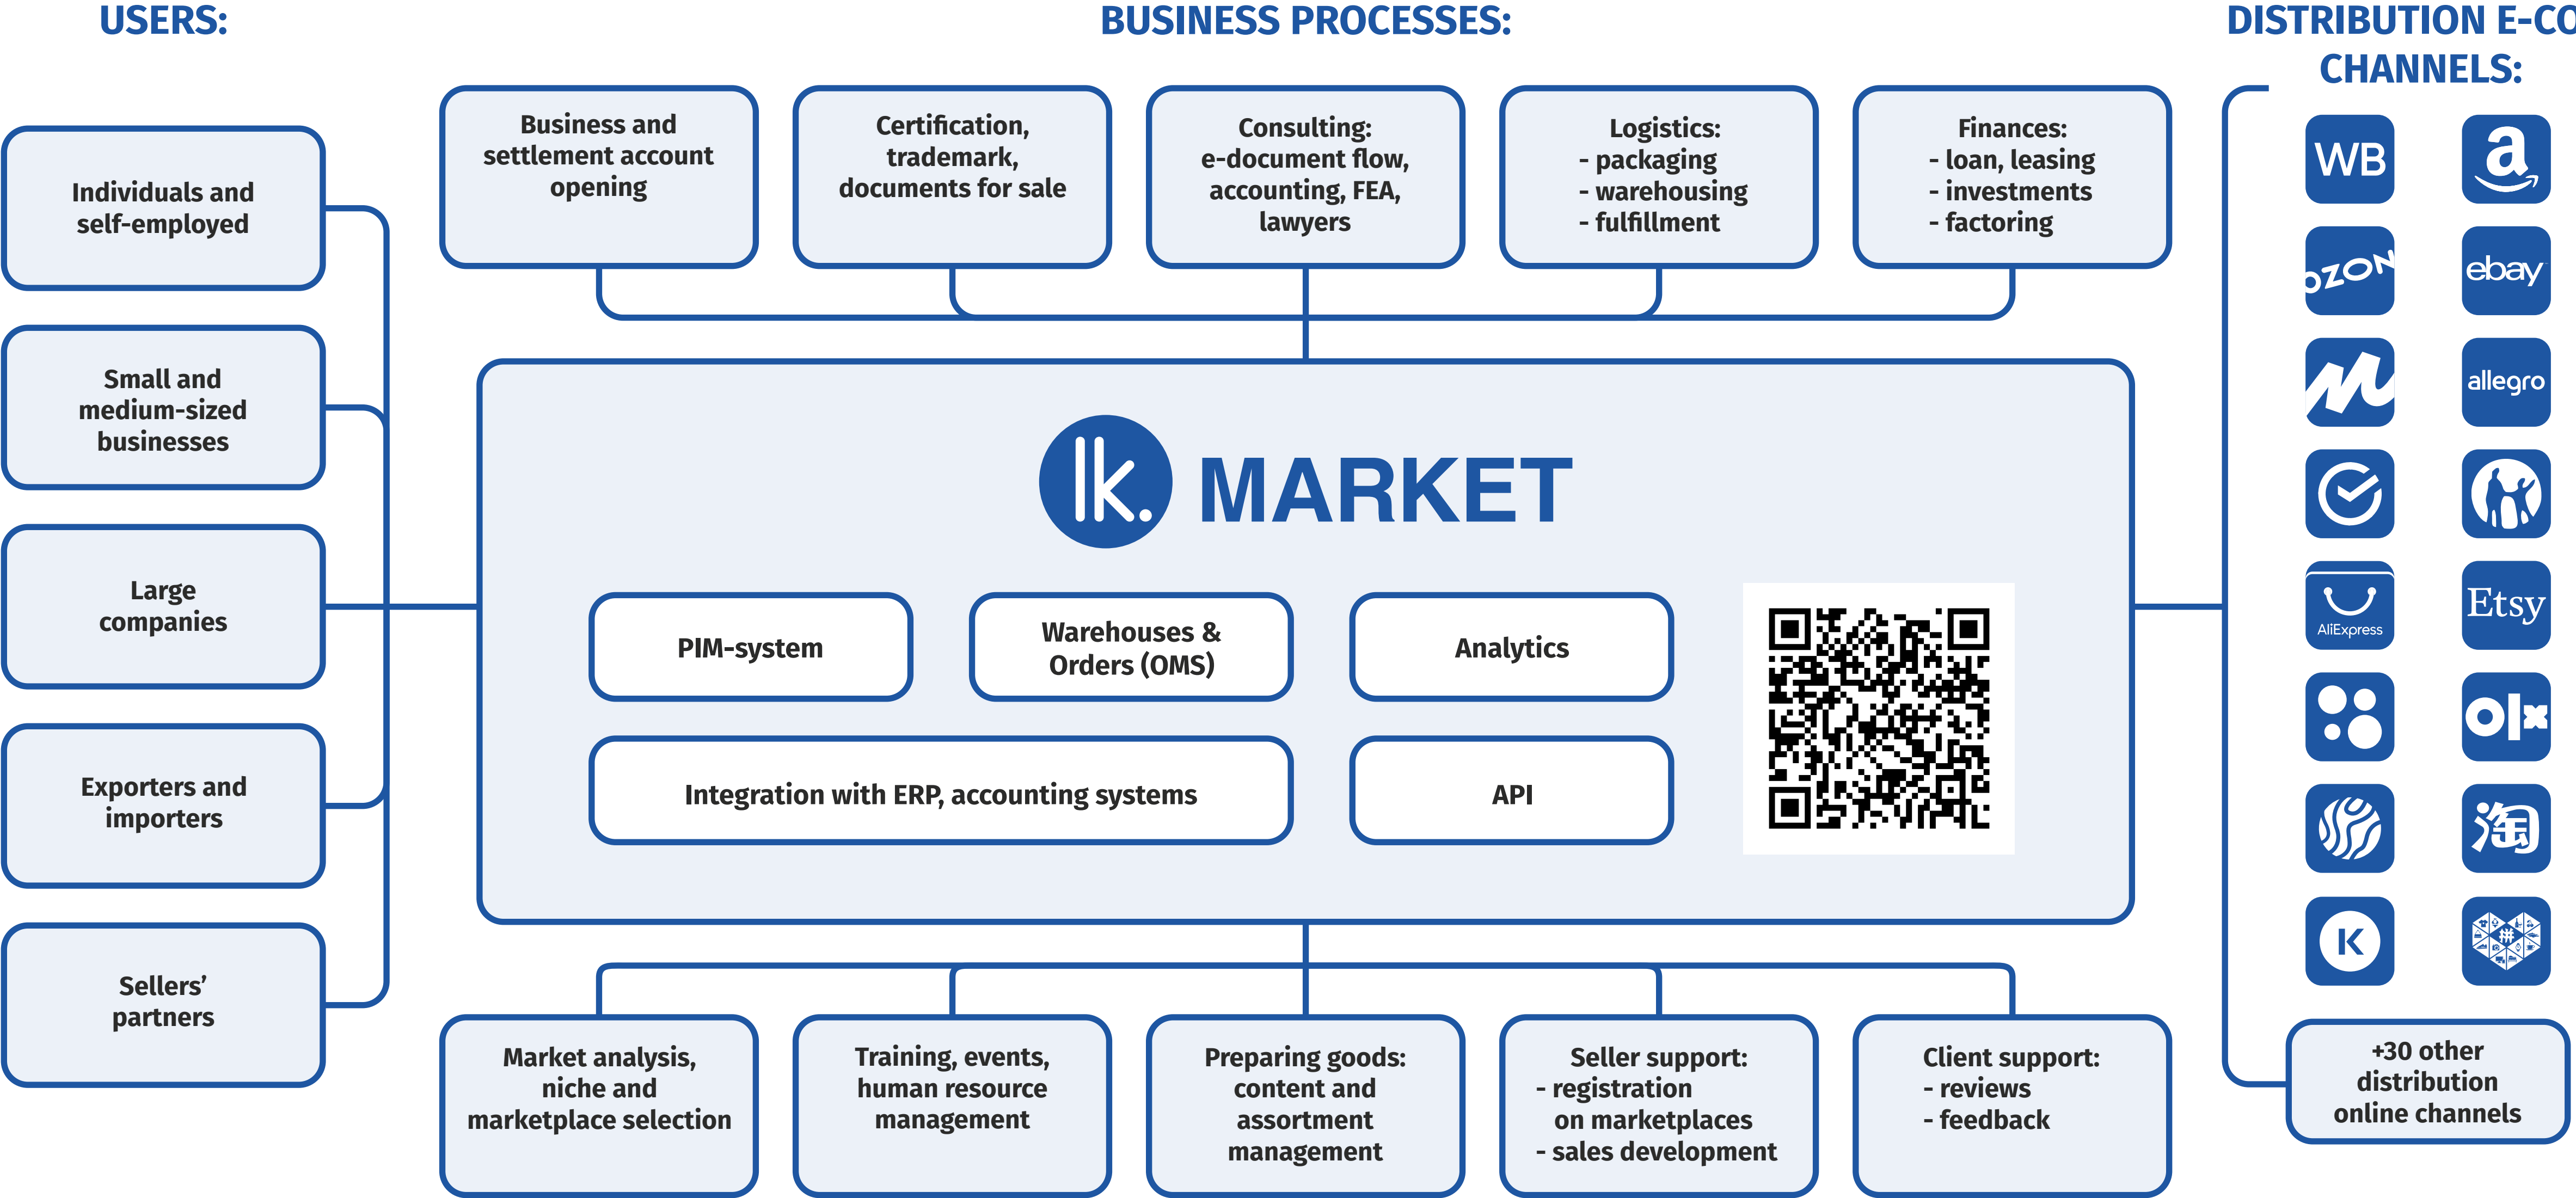 USERS:
BUSINESS PROCESSES:
DISTRIBUTION E-CO
CHANNELS:
Individuals and
self-employed
Small and
medium-sized
businesses
Large
companies
Exporters and
importers
Sellers’
partners
Business and
settlement account
opening
Certification,
trademark,
documents for sale
Consulting:
e-document flow,
accounting, FEA,
lawyers
Logistics:
- packaging
- warehousing
- fulfillment
Finances:
- loan, leasing
- investments
- factoring
lk. MARKET
PIM-system
Warehouses &
Orders (OMS)
Analytics
Integration with ERP, accounting systems
API
Market analysis,
niche and
marketplace selection
Training, events,
human resource
management
Preparing goods:
content and
assortment
management
Seller support:
- registration
on marketplaces
- sales development
Client support:
- reviews
- feedback
WB
a
ozon
ebay
M
allegro
AliExpress
Etsy
olx
淘
K
+30 other
distribution
online channels